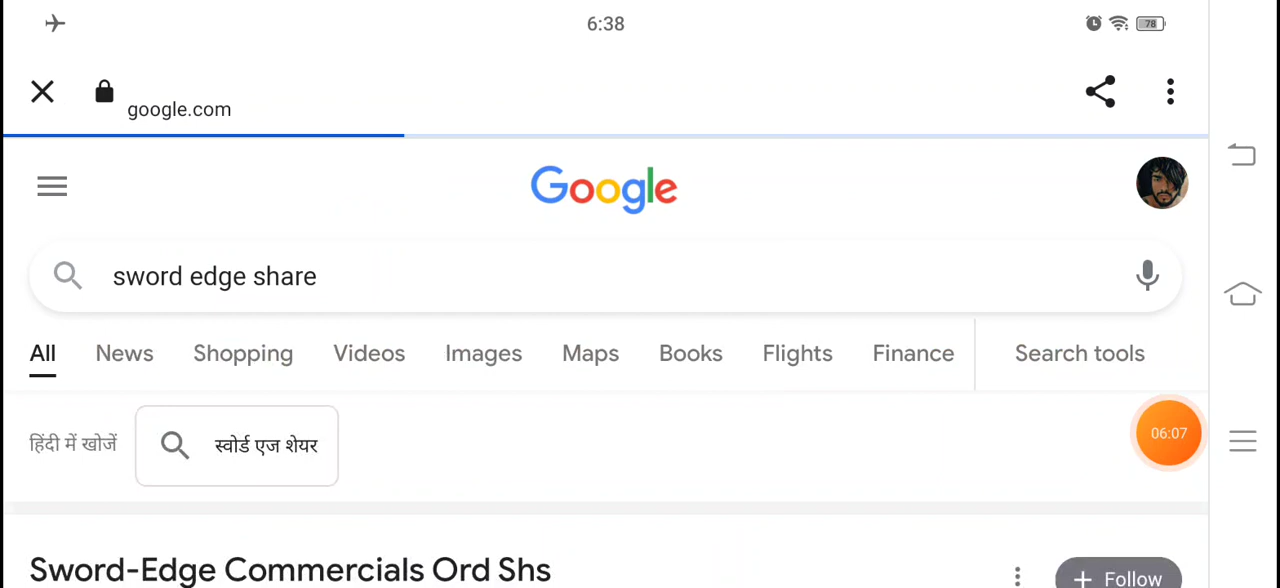 6:38
78
google.com
Google
sword edge share
All News Shopping Videos Images Maps Books Flights Finance Search tools
हिंदी में खोजें स्वोर्ड एज शेयर
06:07
Sword-Edge Commercials Ord Shs
+ Follow